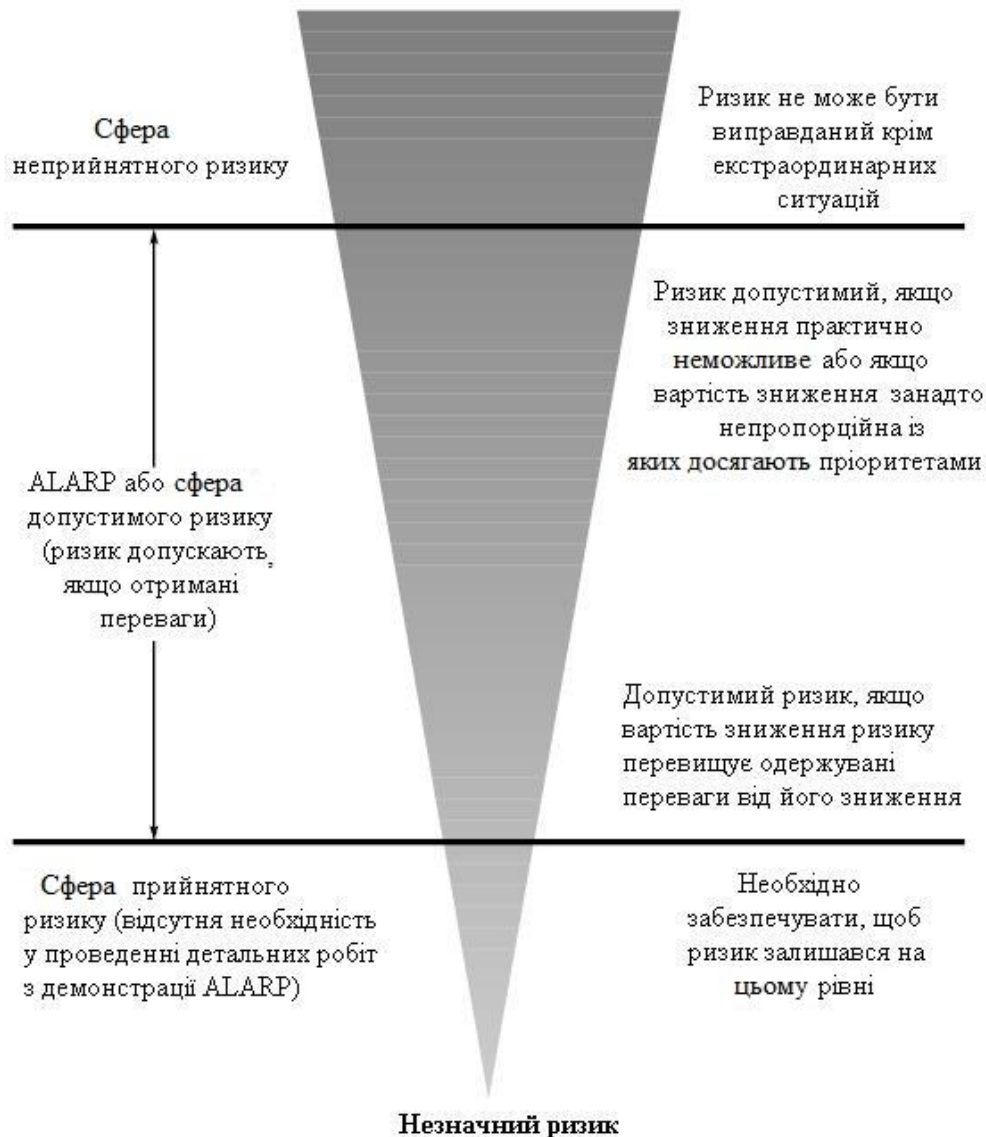 Сфера
неприйнятного ризику
Ризик не може бути
виправданий крім
екстраординарних
ситуацій
Ризик допустимий, якщо
зниження практично
неможливе або якщо
вартість зниження занадто
непропорційна із
яких досягають пріоритетами
ALARP або сфера
допустимого ризику
(ризик допускають,
якщо отримані
переваги)
Допустимий ризик, якщо
вартість зниження ризику
перевищує одержувані
переваги від його зниження
Сфера прийнятного
ризику (відсутня необхідність
у проведенні детальних робіт
з демонстрації ALARP)
Необхідно
забезпечувати, щоб
ризик залишався на
цьому рівні
Незначний ризик